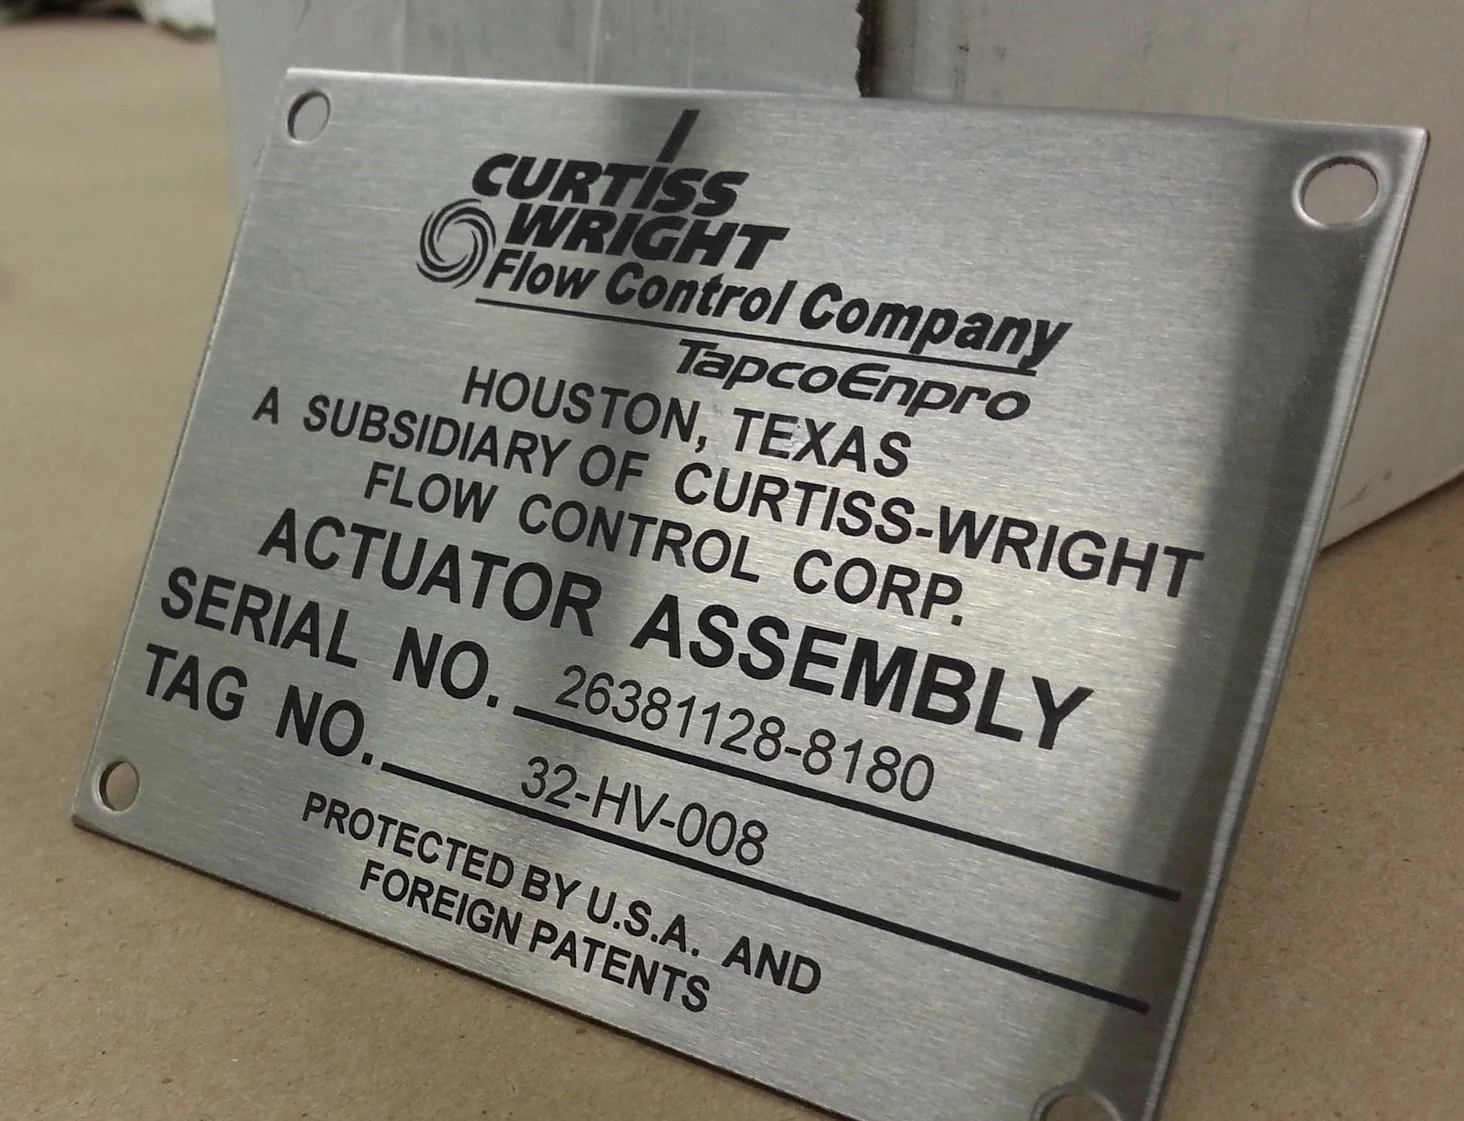 CURTISS
WRIGHT
Flow Control Company
TapcoEnpro
HOUSTON, TEXAS
A SUBSIDIARY OF CURTISS-WRIGHT
FLOW CONTROL CORP.
ACTUATOR ASSEMBLY
SERIAL NO. 26381128-8180
TAG NO. 32-HV-008
PROTECTED BY U.S.A. AND
FOREIGN PATENTS